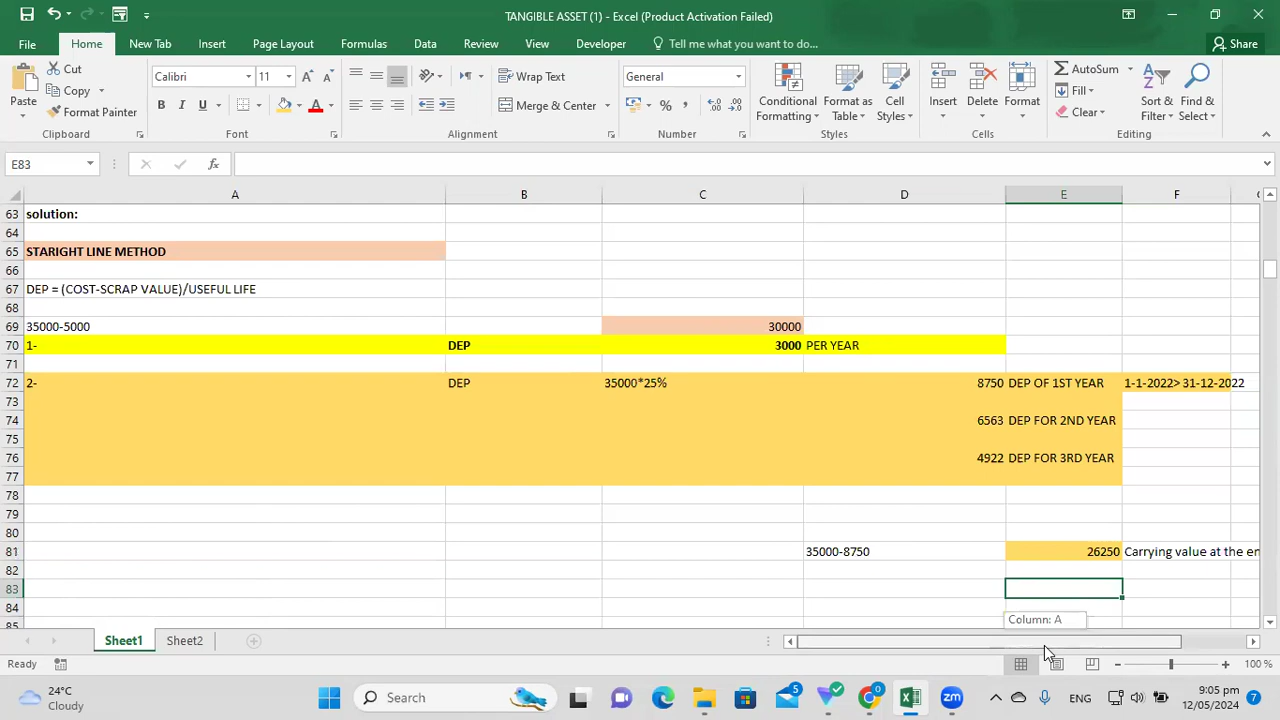 TANGIBLE ASSET (1) - Excel (Product Activation Failed)
File Home New Tab Insert Page Layout Formulas Data Review View Developer Tell me what you want to do... Share
Cut
Copy
Format Painter
Paste
Clipboard
Calibri 11
B I U
Font
Wrap Text
Merge & Center
Alignment
General
Number
Conditional Formatting
Format as Table
Cell Styles
Styles
Insert Delete Format
Cells
AutoSum
Fill
Clear
Sort & Filter
Find & Select
Editing
E83 fx
A B C D E F
63 solution:
64
65 STARIGHT LINE METHOD
66
67 DEP = (COST-SCRAP VALUE)/USEFUL LIFE
68
69 35000-5000 30000
70 1- DEP 3000 PER YEAR
71
72 2- DEP 35000*25% 8750 DEP OF 1ST YEAR 1-1-2022> 31-12-2022
73
74 6563 DEP FOR 2ND YEAR
75
76 4922 DEP FOR 3RD YEAR
77
78
79
80
81 35000-8750 26250 Carrying value at the en
82
83
84
85
Column: A
Sheet1 Sheet2
Ready 100 %
24°C
Cloudy
Search
5
0
ENG
9:05 pm
12/05/2024
7